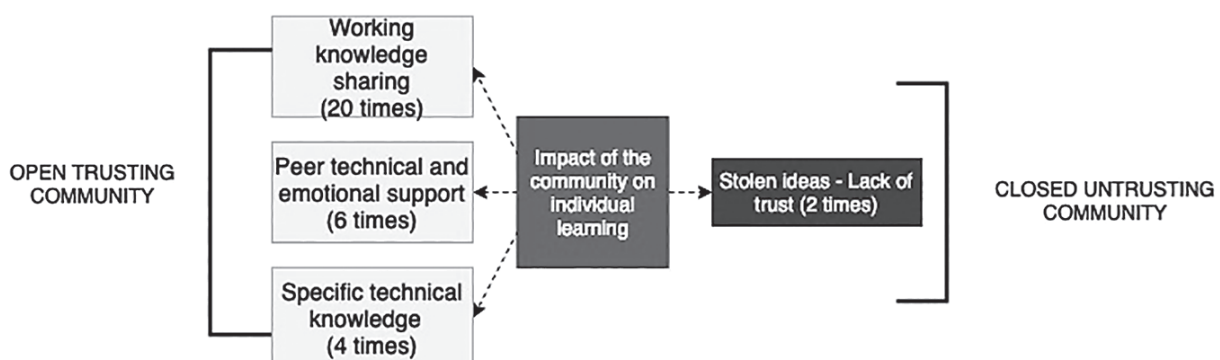 OPEN TRUSTING
COMMUNITY
Working
knowledge
sharing
(20 times)
Peer technical and
emotional support
(6 times)
Specific technical
knowledge
(4 times)
Impact of the
community on
individual
learning
Stolen ideas - Lack of
trust (2 times)
CLOSED UNTRUSTING
COMMUNITY